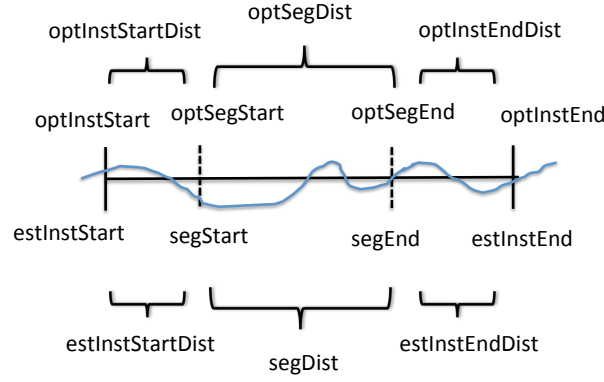 optInstStartDist optSegDist optInstEndDist
optInstStart optSegStart optSegEnd optInstEnd
estInstStart segStart segEnd estInstEnd
estInstStartDist segDist estInstEndDist